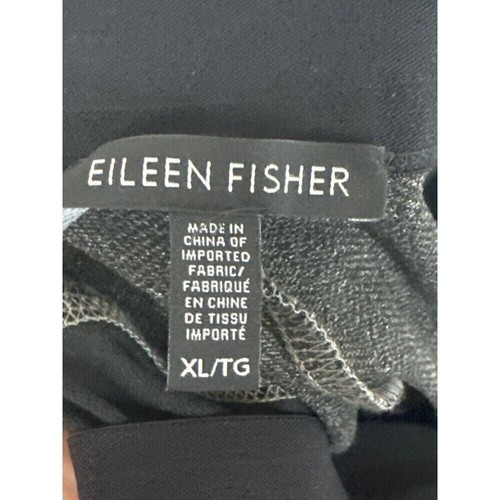 EILEEN FISHER
MADE IN
CHINA OF
IMPORTED
FABRIC/
FABRIQUÉ
EN CHINE
DE TISSU
IMPORTÉ
XL/TG